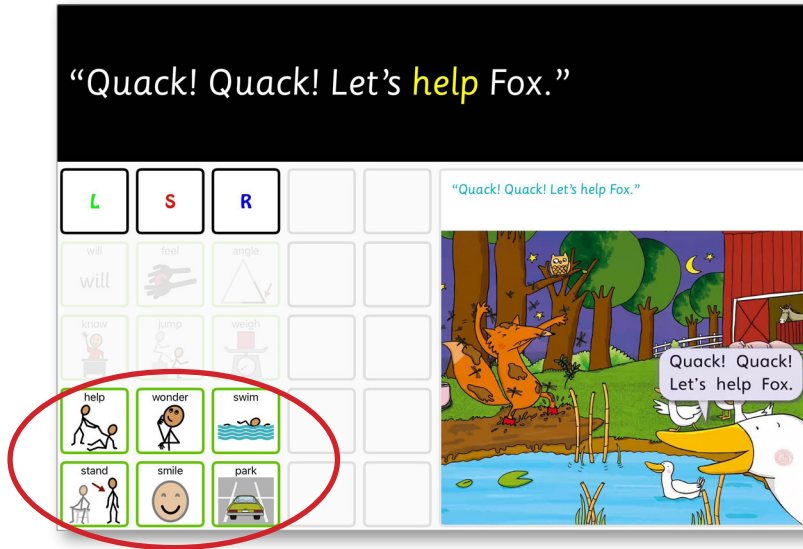 “Quack! Quack! Let’s help Fox.”
L S R
“Quack! Quack! Let’s help Fox.”
will feel angle
will
know jump weigh
Quack! Quack!
Let’s help Fox.
help wonder swim
stand smile park